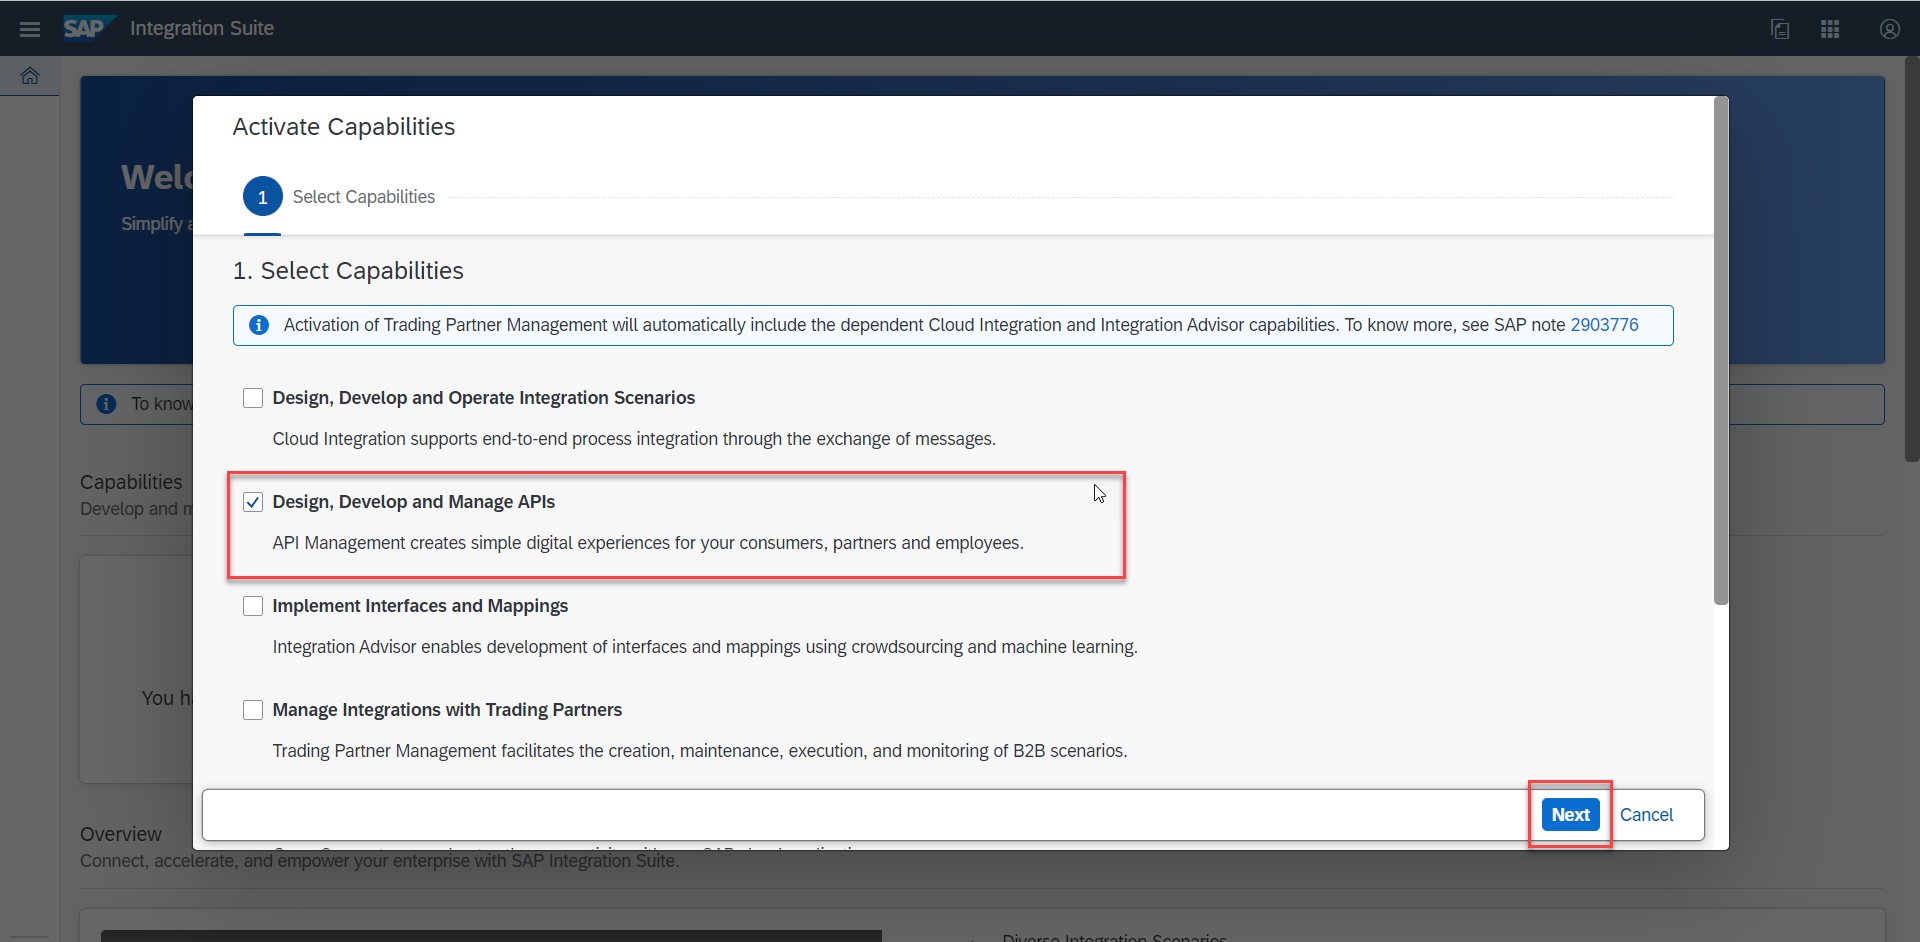 SAP Integration Suite
Activate Capabilities
Simplify
1 Select Capabilities
1. Select Capabilities
Activation of Trading Partner Management will automatically include the dependent Cloud Integration and Integration Advisor capabilities. To know more, see SAP note 2903776
To know
Design, Develop and Operate Integration Scenarios
Cloud Integration supports end-to-end process integration through the exchange of messages.
Capabilities
Develop and
Design, Develop and Manage APIs
API Management creates simple digital experiences for your consumers, partners and employees.
Implement Interfaces and Mappings
Integration Advisor enables development of interfaces and mappings using crowdsourcing and machine learning.
You
Manage Integrations with Trading Partners
Trading Partner Management facilitates the creation, maintenance, execution, and monitoring of B2B scenarios.
Next Cancel
Overview
Connect, accelerate, and empower your enterprise with SAP Integration Suite.
Diverse Integration Scenarios